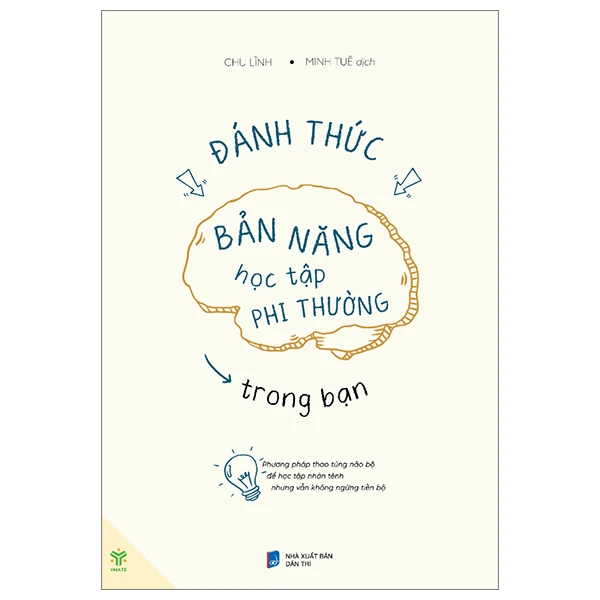 CHU LĨNH • MINH TUỆ dịch
ĐÁNH THỨC
BẢN NĂNG
học tập
PHI THƯỜNG
trong bạn
Phương pháp thao túng não bộ
để học tập nhàn tênh
nhưng vẫn không ngừng tiến bộ
YMATE
NHÀ XUẤT BẢN
DÂN TRÍ